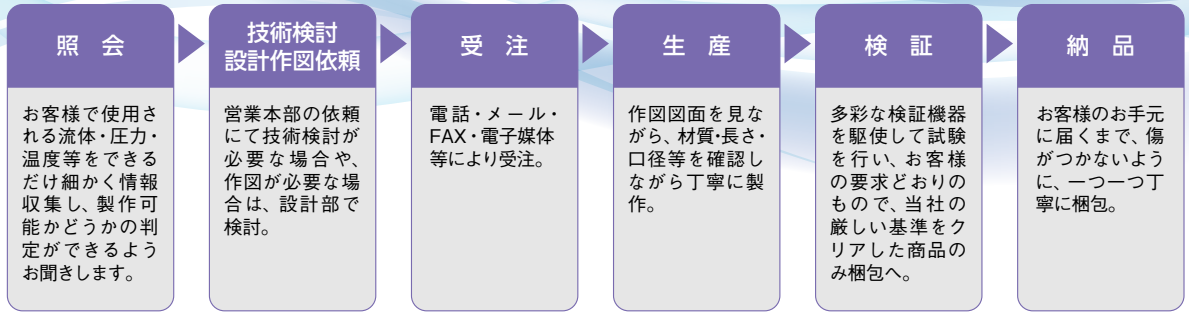 照　会
お客様で使用さ
れる流体・圧力・
温度等をできる
だけ細かく情報
収集し、製作可
能かどうかの判
定ができるよう
お聞きします。
技術検討
設計作図依頼
営業本部の依頼
にて技術検討が
必要な場合や、
作図が必要な場
合は、設計部で
検討。
受　注
電話・メール・
FAX・電子媒体
等により受注。
生　産
作図図面を見な
がら、材質・長さ・
口径等を確認し
ながら丁寧に製
作。
検　証
多彩な検証機器
を駆使して試験
を行い、お客様
の要求どおりの
もので、当社の
厳しい基準をク
リアした商品の
み梱包へ。
納　品
お客様のお手元
に届くまで、傷
がつかないよう
に、一つ一つ丁
寧に梱包。